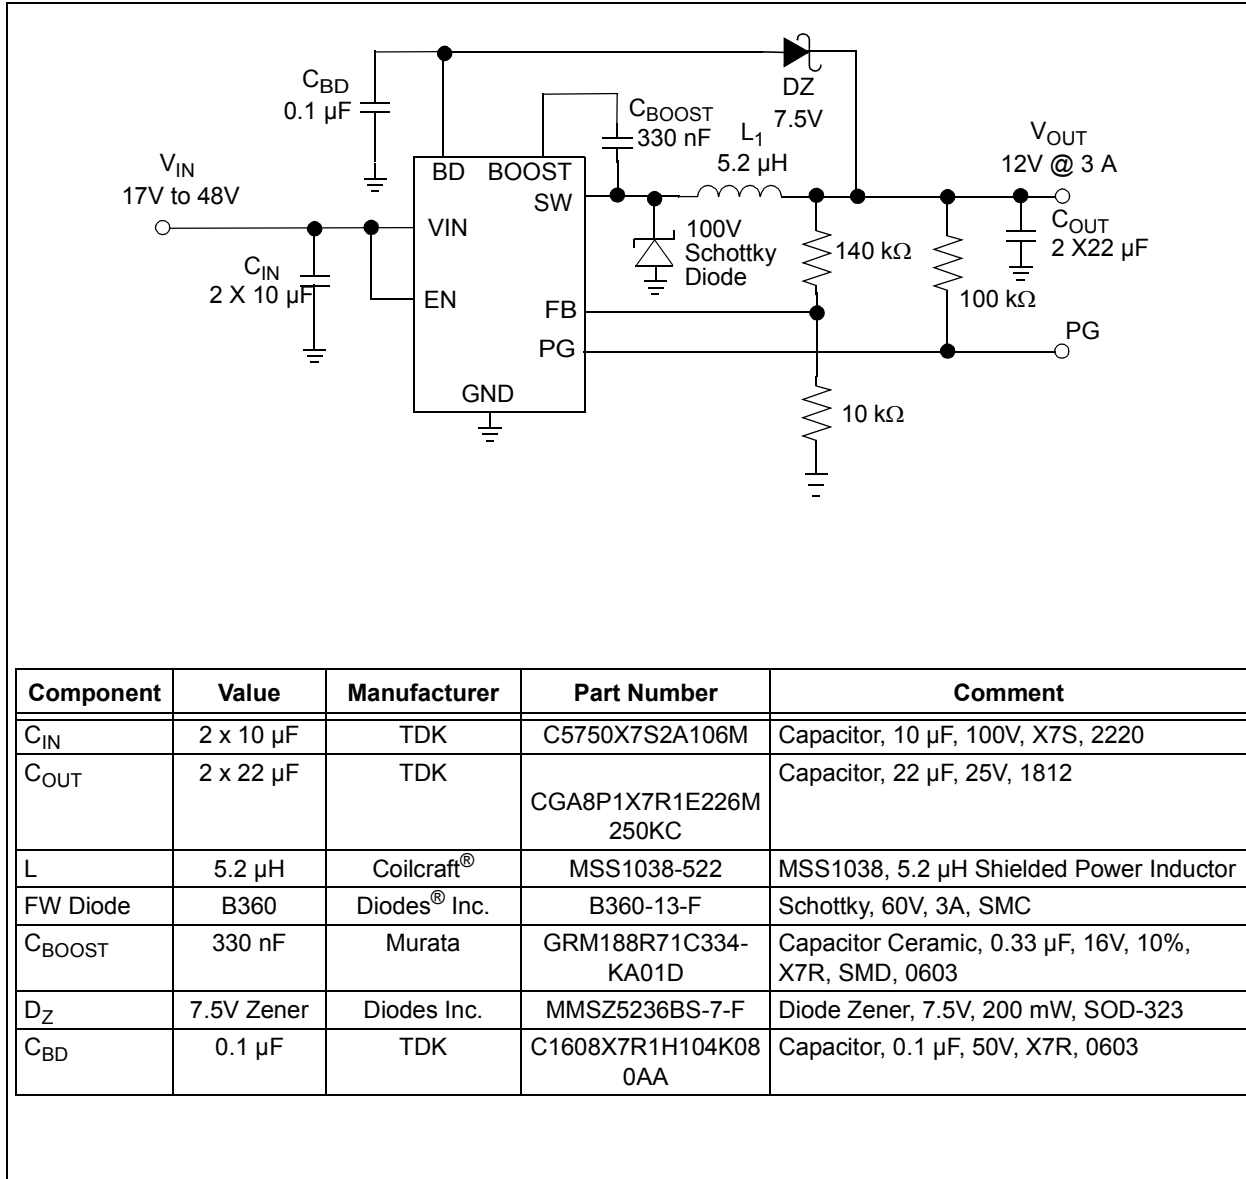 C_BD
0.1 µF
DZ
7.5V
C_BOOST
330 nF
L_1
5.2 µH
V_OUT
12V @ 3 A
V_IN
17V to 48V
BD
BOOST
SW
VIN
EN
FB
PG
GND
C_IN
2 X 10 µF
100V
Schottky
Diode
140 kΩ
C_OUT
2 X22 µF
100 kΩ
PG
10 kΩ
Component Value Manufacturer Part Number Comment
C_IN 2 x 10 µF TDK C5750X7S2A106M Capacitor, 10 µF, 100V, X7S, 2220
C_OUT 2 x 22 µF TDK Capacitor, 22 µF, 25V, 1812
CGA8P1X7R1E226M
250KC
L 5.2 µH Coilcraft® MSS1038-522 MSS1038, 5.2 µH Shielded Power Inductor
FW Diode B360 Diodes® Inc. B360-13-F Schottky, 60V, 3A, SMC
C_BOOST 330 nF Murata GRM188R71C334- Capacitor Ceramic, 0.33 µF, 16V, 10%,
KA01D X7R, SMD, 0603
D_Z 7.5V Zener Diodes Inc. MMSZ5236BS-7-F Diode Zener, 7.5V, 200 mW, SOD-323
C_BD 0.1 µF TDK C1608X7R1H104K08 Capacitor, 0.1 µF, 50V, X7R, 0603
0AA